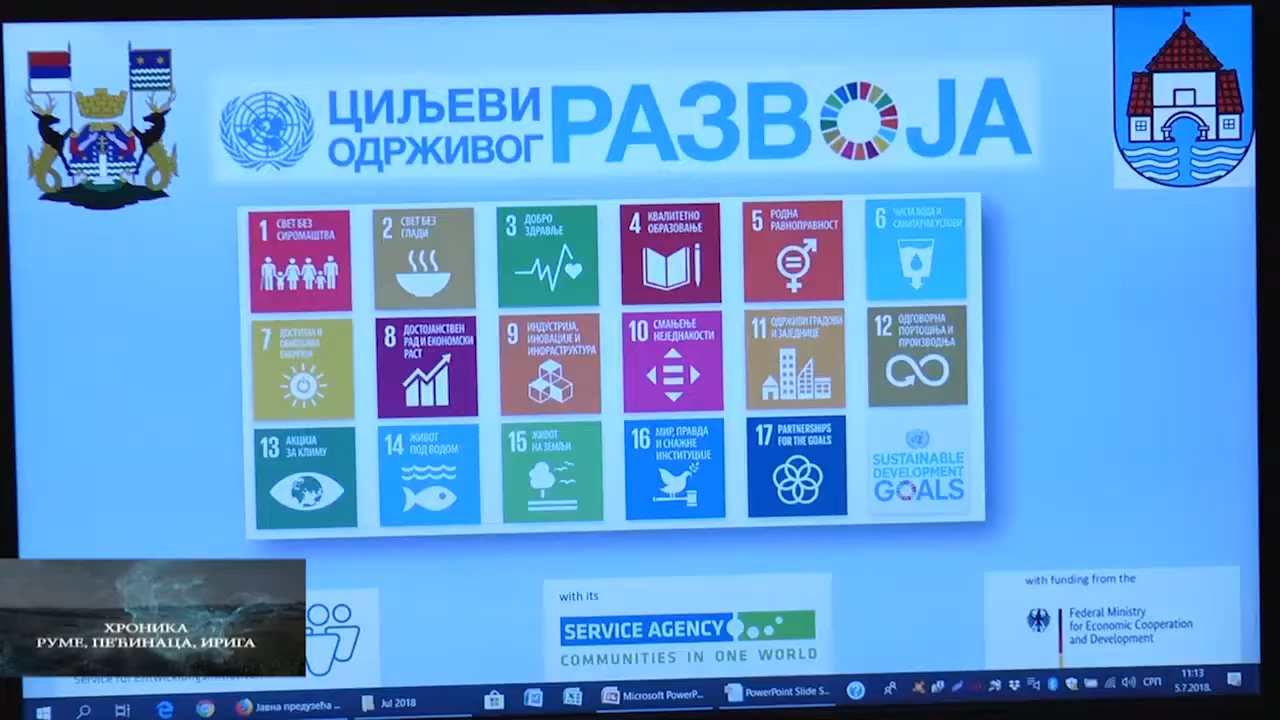 ЦИЉЕВИ
ОДРЖИВОГ
РАЗВОЈА
1 СВЕТ БЕЗ
СИРОМАШТВА
2 СВЕТ БЕЗ
ГЛАДИ
3 ДОБРО
ЗДРАВЉЕ
4 КВАЛИТЕТНО
ОБРАЗОВАЊЕ
5 РОДНА
РАВНОПРАВНОСТ
6 ЧИСТА ВОДА И
САНИТАРНИ УСЛОВИ
7 ДОСТУПНА И
ОБНОВЉИВА
ЕНЕРГИЈА
8 ДОСТОЈАНСТВЕН
РАД И ЕКОНОМСКИ
РАСТ
9 ИНДУСТРИЈА,
ИНОВАЦИЈЕ И
ИНФРАСТРУКТУРА
10 СМАЊЕЊЕ
НЕЈЕДНАКОСТИ
11 ОДРЖИВИ ГРАДОВИ
И ЗАЈЕДНИЦЕ
12 ОДГОВОРНА
ПОТРОШЊА И
ПРОИЗВОДЊА
13 АКЦИЈА
ЗА КЛИМУ
14 ЖИВОТ
ПОД ВОДОМ
15 ЖИВОТ
НА ЗЕМЉИ
16 МИР, ПРАВДА
И СНАЖНЕ
ИНСТИТУЦИЈЕ
17 PARTNERSHIPS
FOR THE GOALS
SUSTAINABLE
DEVELOPMENT
GOALS
ХРОНИКА
РУМЕ, ПЕЋИНАЦА, ИРИГА
with its
SERVICE AGENCY
COMMUNITIES IN ONE WORLD
with funding from the
Federal Ministry
for Economic Cooperation
and Development
Јавна предузећа ...
Jul 2018
Microsoft PowerP...
PowerPoint Slide S...
СРП
11:13
5.7.2018.